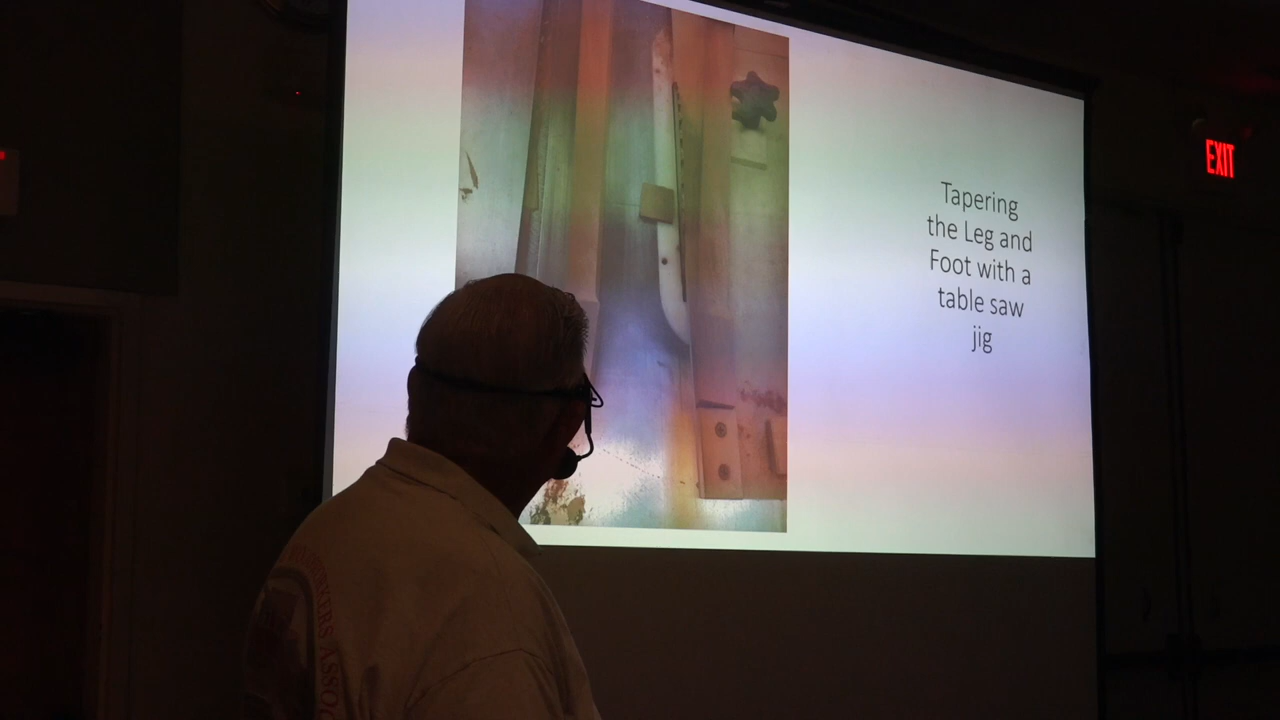 Tapering
the Leg and
Foot with a
table saw
jig
EXIT